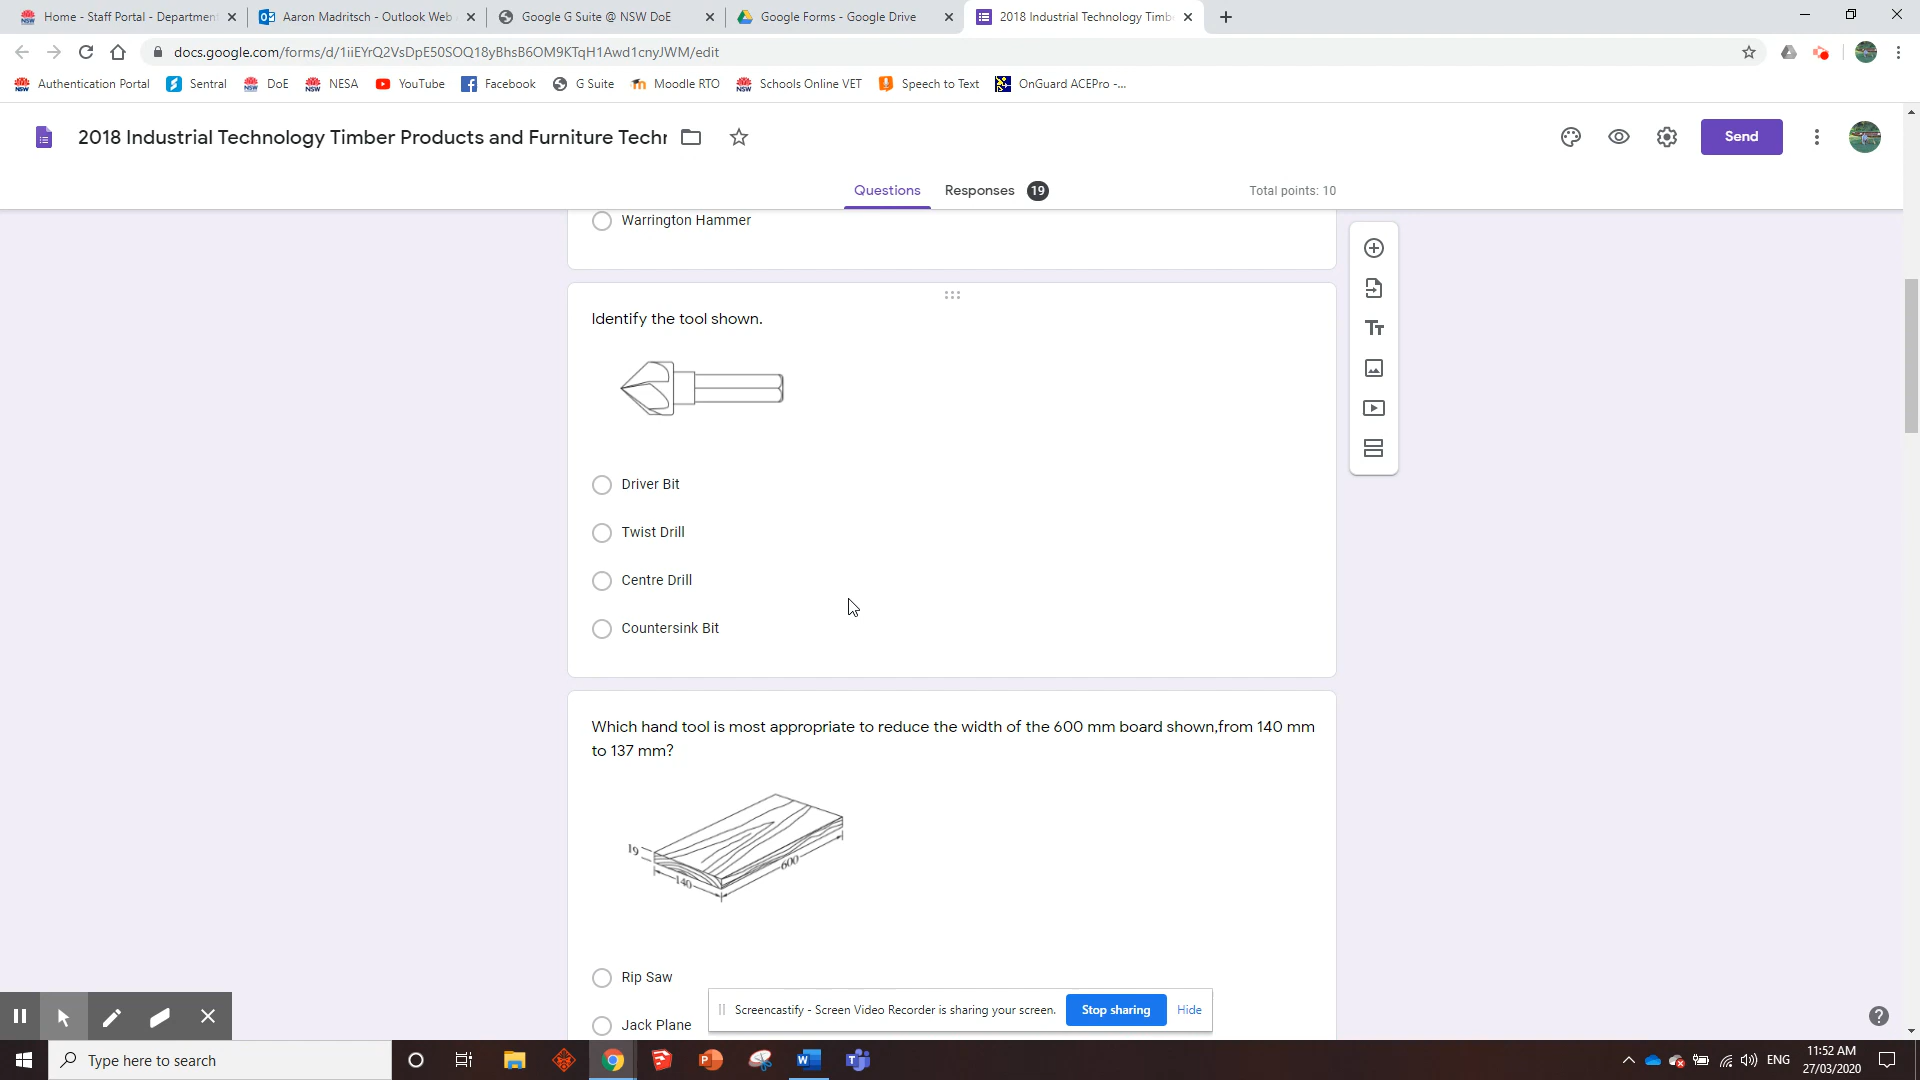 Home - Staff Portal - Department
Aaron Madritsch - Outlook Web
Google G Suite @ NSW DoE
Google Forms - Google Drive
2018 Industrial Technology Timb
docs.google.com/forms/d/1iiEYrQ2VsDpE50SOQ18yBhsB6OM9KTqH1Awd1cnyJWM/edit
Authentication Portal
Sentral
DoE
NESA
YouTube
Facebook
G Suite
Moodle RTO
Schools Online VET
Speech to Text
OnGuard ACEPro -...
2018 Industrial Technology Timber Products and Furniture Techr
Send
Questions
Responses 19
Total points: 10
Warrington Hammer
Identify the tool shown.
Driver Bit
Twist Drill
Centre Drill
Countersink Bit
Which hand tool is most appropriate to reduce the width of the 600 mm board shown,from 140 mm
to 137 mm?
19
140
600
Rip Saw
Jack Plane
Screencastify - Screen Video Recorder is sharing your screen.
Stop sharing
Hide
Type here to search
ENG
11:52 AM
27/03/2020